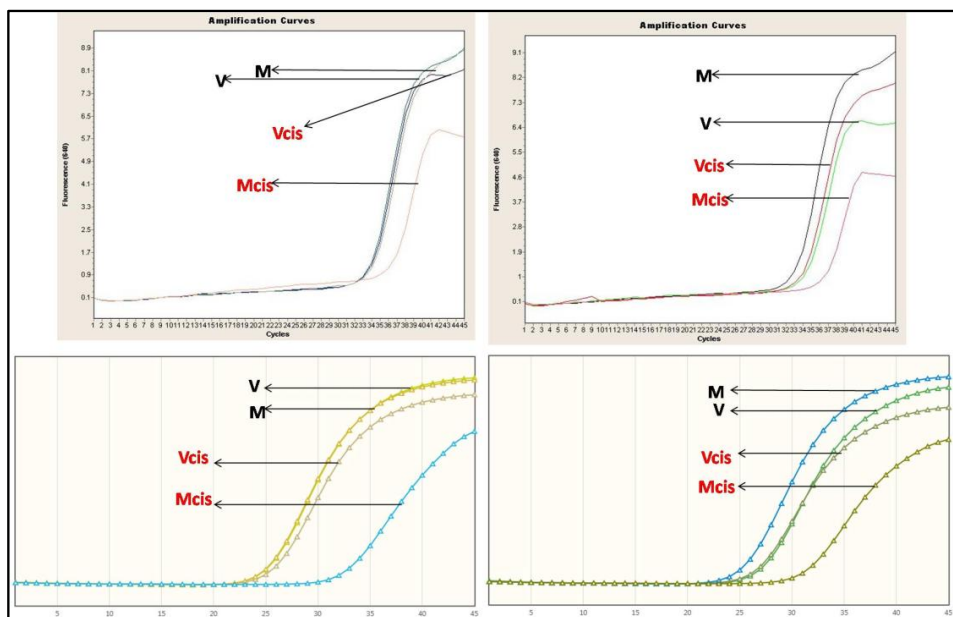 Amplification Curves
8.9
8.1
7.3
6.5
5.7
4.9
4.1
3.3
2.5
1.7
0.9
0.1
Fluorescence (640)
M
V
Vcis
Mcis
1 2 3 4 5 6 7 8 9 10 11 12 13 14 15 16 17 18 19 20 21 22 23 24 25 26 27 28 29 30 31 32 33 34 35 36 37 38 39 40 41 42 43 44 45
Cycles
Amplification Curves
9.1
8.2
7.3
6.4
5.5
4.6
3.7
2.8
1.9
1
0.1
Fluorescence (640)
M
V
Vcis
Mcis
1 2 3 4 5 6 7 8 9 10 11 12 13 14 15 16 17 18 19 20 21 22 23 24 25 26 27 28 29 30 31 32 33 34 35 36 37 38 39 40 41 42 43 44 45
Cycles
V
M
Vcis
Mcis
5 10 15 20 25 30 35 40 45
M
V
Vcis
Mcis
5 10 15 20 25 30 35 40 45